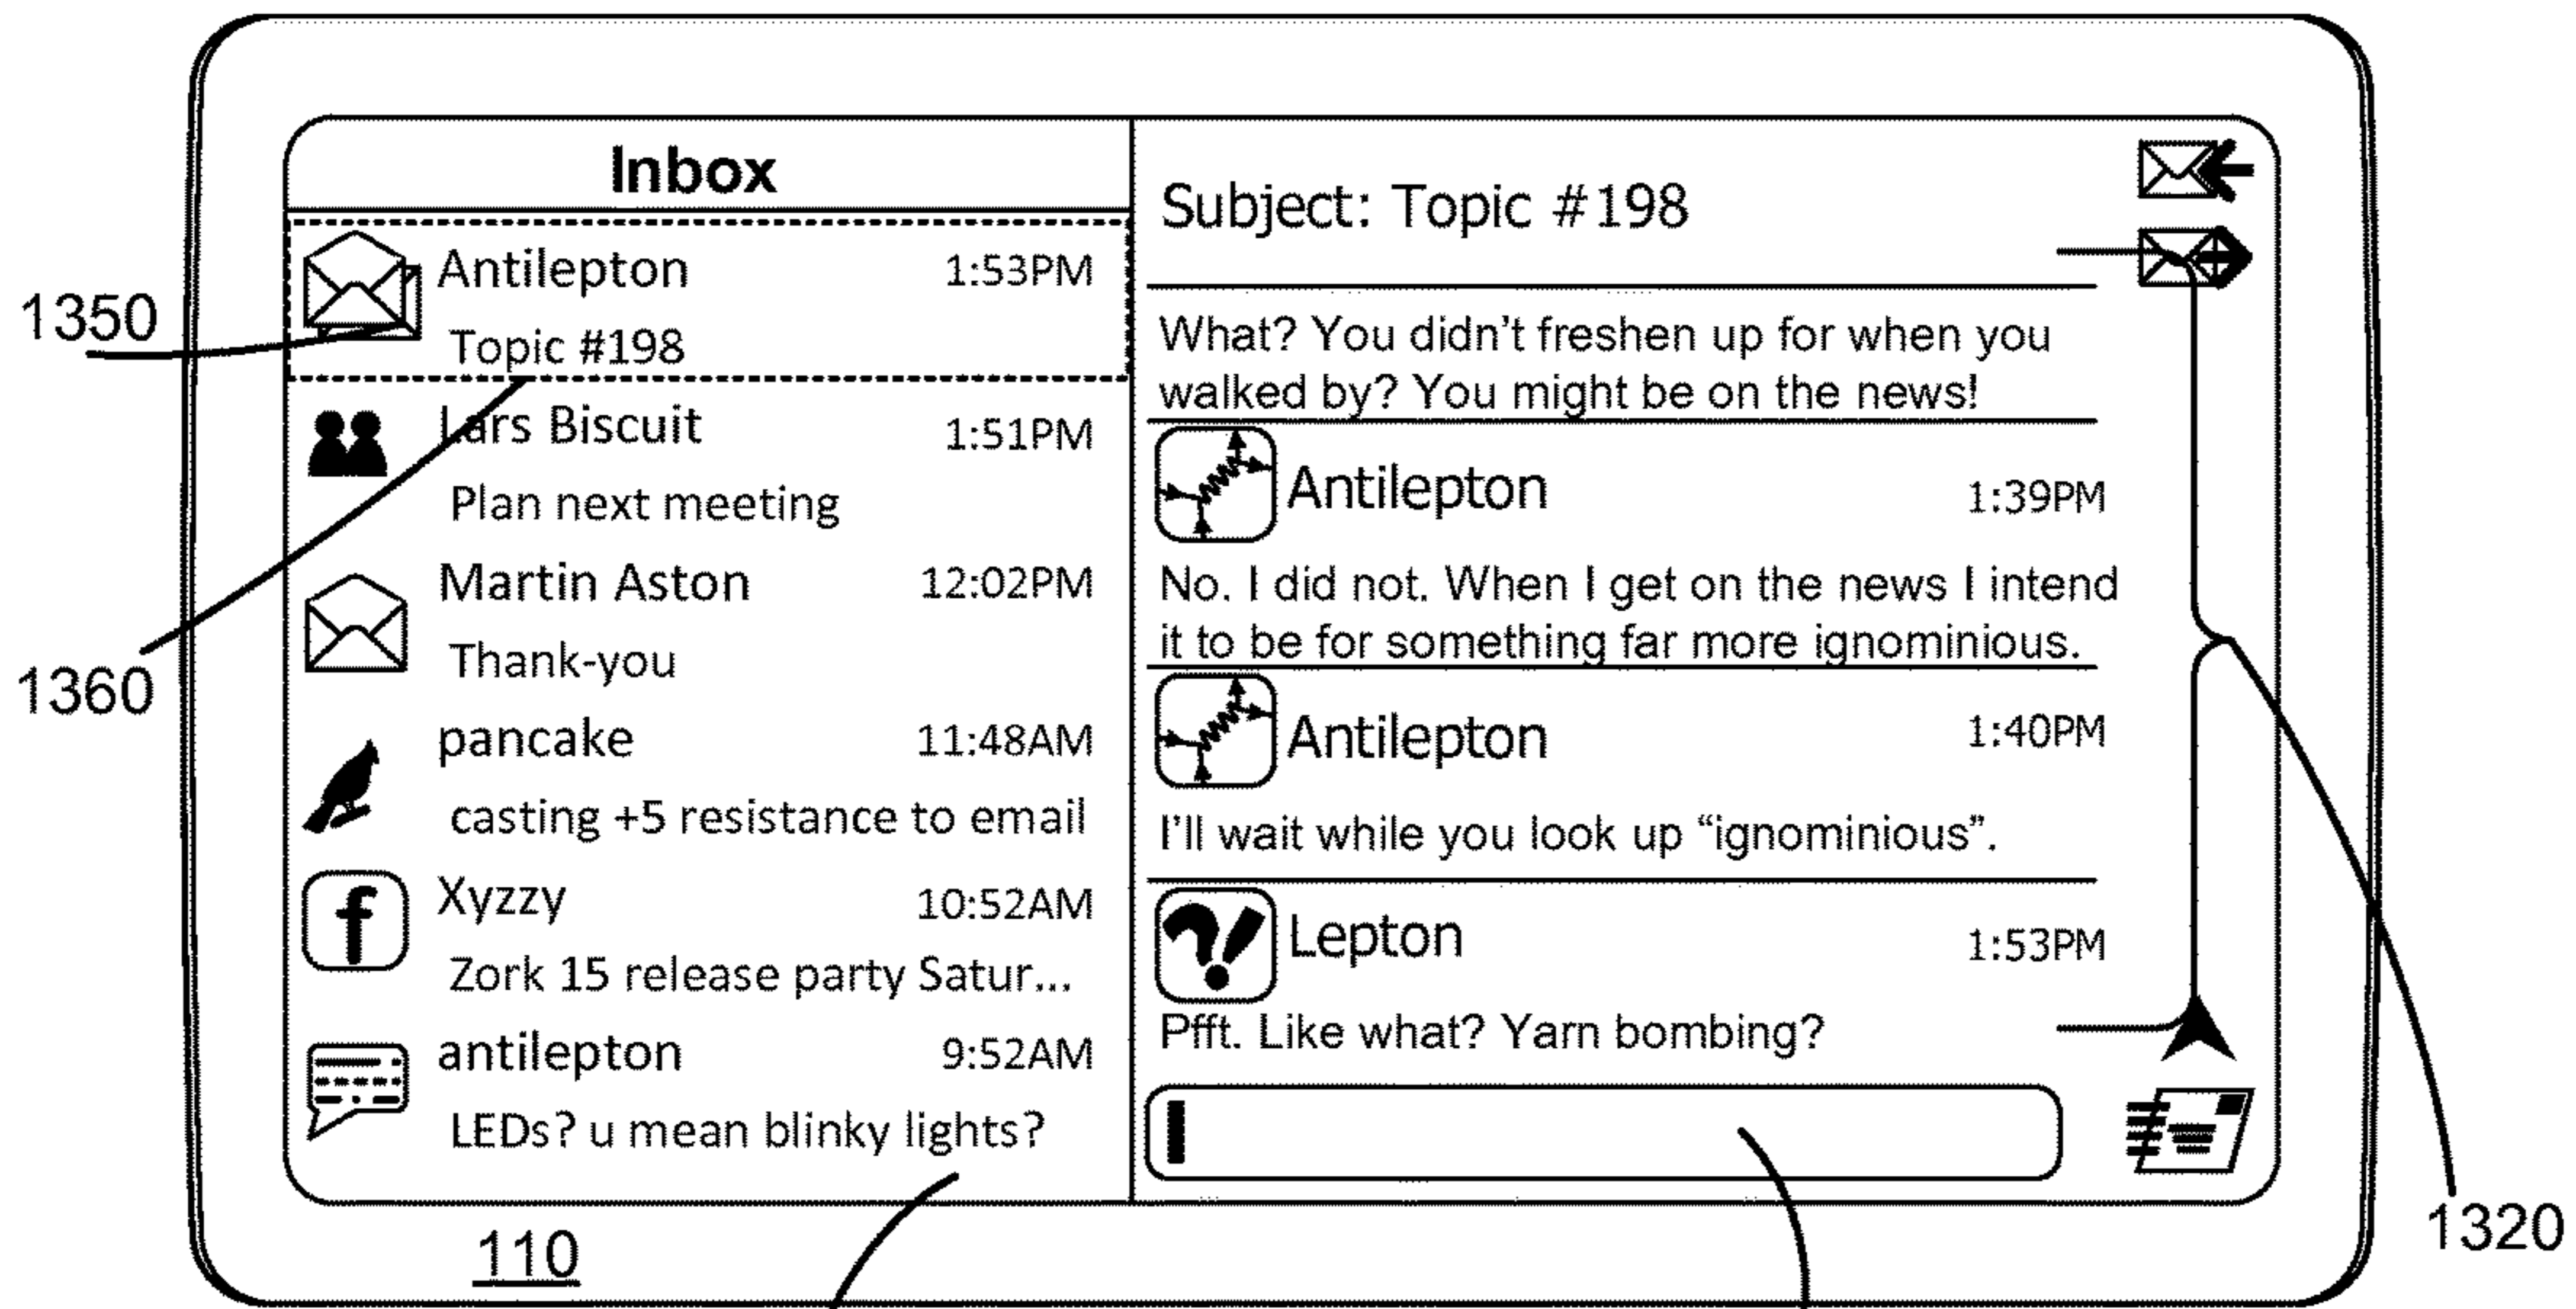 Inbox
Antilepton 1:53PM
Topic #198
Lars Biscuit 1:51PM
Plan next meeting
Martin Aston 12:02PM
Thank-you
pancake 11:48AM
casting +5 resistance to email
f
Xyzzy 10:52AM
Zork 15 release party Satur...
antilepton 9:52AM
LEDs? u mean blinky lights?
Subject: Topic #198
What? You didn't freshen up for when you
walked by? You might be on the news!
Antilepton 1:39PM
No. I did not. When I get on the news I intend
it to be for something far more ignominious.
Antilepton 1:40PM
I'll wait while you look up “ignominious”.
?!
Lepton 1:53PM
Pfft. Like what? Yarn bombing?
1350
1360
110
1320